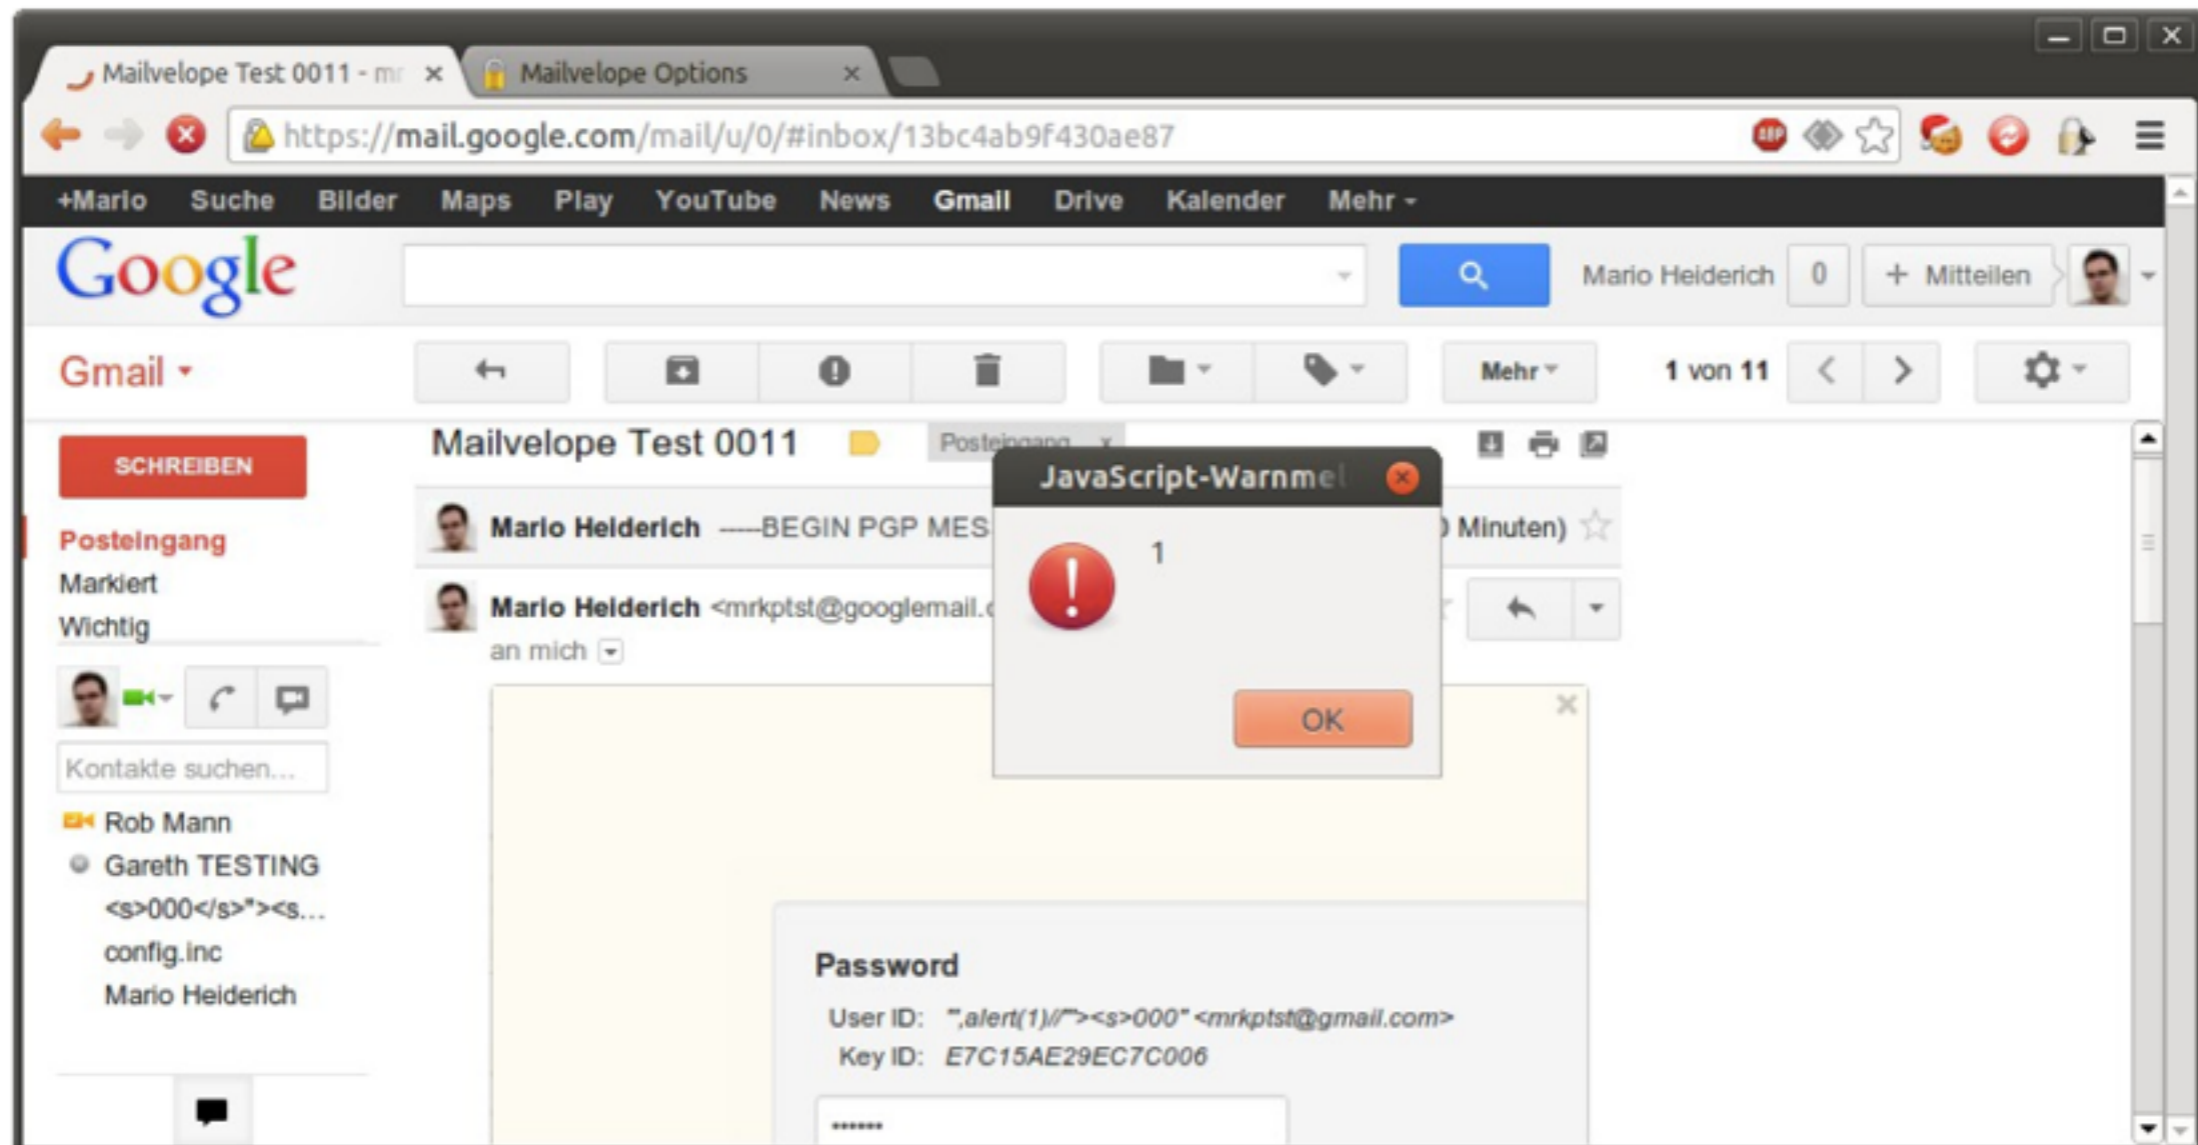 Mailvelope Test 0011 - mr
Mailvelope Options
https://mail.google.com/mail/u/0/#inbox/13bc4ab9f430ae87
ABP
+Mario Suche Bilder Maps Play YouTube News Gmail Drive Kalender Mehr
Google
Mario Heiderich 0 + Mitteilen
Gmail
Mehr
1 von 11
SCHREIBEN
Mailvelope Test 0011
Posteingang x
JavaScript-Warnmel
1
OK
Mario Heiderich -----BEGIN PGP MES
Minuten)
Mario Heiderich <mrkptst@googlemail.c
an mich
Posteingang
Markiert
Wichtig
Kontakte suchen...
Rob Mann
Gareth TESTING
<s>000</s>"><s...
config.inc
Mario Heiderich
Password
User ID: "',alert(1)//'"><s>000" <mrkptst@gmail.com>
Key ID: E7C15AE29EC7C006
••••••